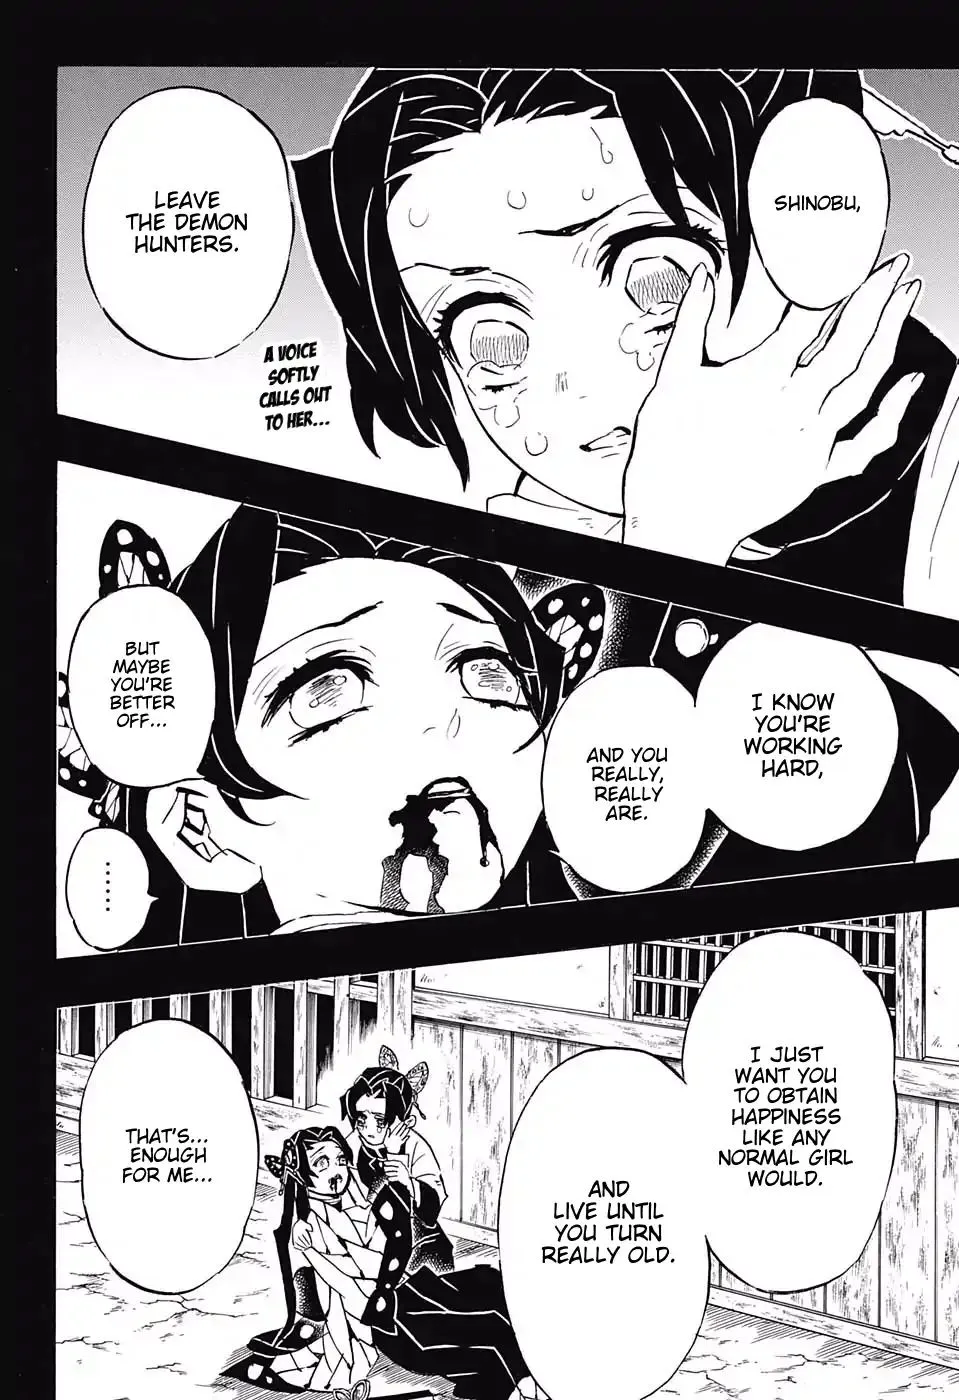 SHINOBU,
LEAVE
THE DEMON
HUNTERS.
A VOICE
SOFTLY
CALLS OUT
TO HER...
I KNOW
YOU'RE
WORKING
HARD,
AND YOU
REALLY,
REALLY
ARE.
BUT
MAYBE
YOU'RE
BETTER
OFF...
......
I JUST
WANT YOU
TO OBTAIN
HAPPINESS
LIKE ANY
NORMAL GIRL
WOULD.
AND
LIVE UNTIL
YOU TURN
REALLY OLD.
THAT'S...
ENOUGH
FOR ME...